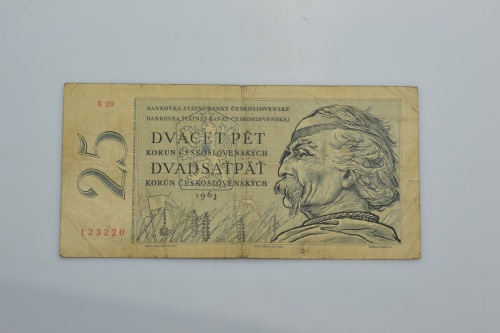 E 29
BANKOVKA STÁTNÍ BANKY ČESKOSLOVENSKÉ
BANKOVKA ŠTÁTNEJ BANKY ČESKOSLOVENSKEJ
25
DVACET PĚT
KORUN ČESKOSLOVENSKÝCH
DVADSAŤPÄŤ
KORÚN ČESKOSLOVENSKÝCH
1961
123220